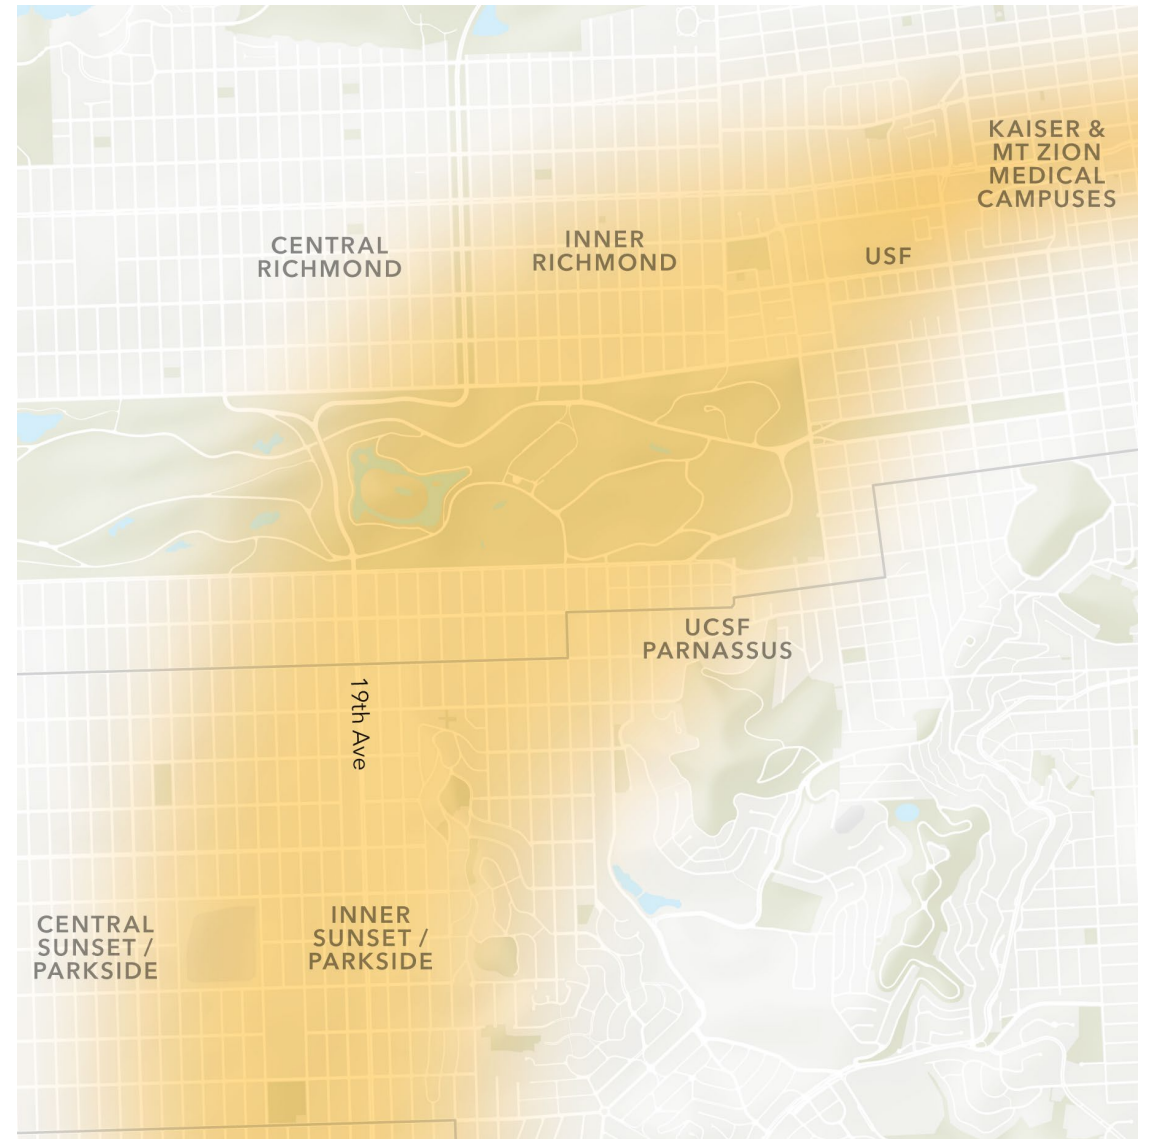 KAISER &
MT ZION
MEDICAL
CAMPUSES
CENTRAL
RICHMOND
INNER
RICHMOND
USF
UCSF
PARNASSUS
19th Ave
CENTRAL
SUNSET /
PARKSIDE
INNER
SUNSET /
PARKSIDE